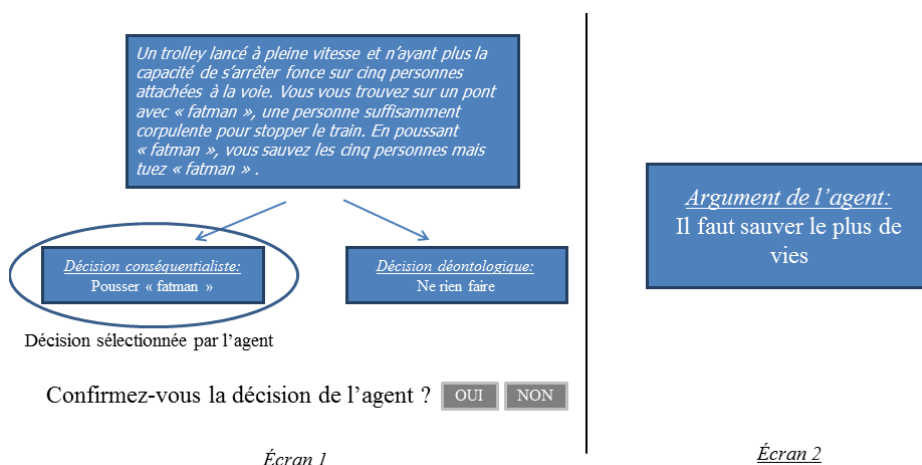 Un trolley lancé à pleine vitesse et n'ayant plus la
capacité de s'arrêter fonce sur cinq personnes
attachées à la voie. Vous vous trouvez sur un pont
avec « fatman », une personne suffisamment
corpulente pour stopper le train. En poussant
« fatman », vous sauvez les cinq personnes mais
tuez « fatman » .
Décision conséquentialiste:
Pousser « fatman »
Décision déontologique:
Ne rien faire
Décision sélectionnée par l'agent
Confirmez-vous la décision de l'agent ? OUI NON
Écran 1
Argument de l'agent:
Il faut sauver le plus de
vies
Écran 2